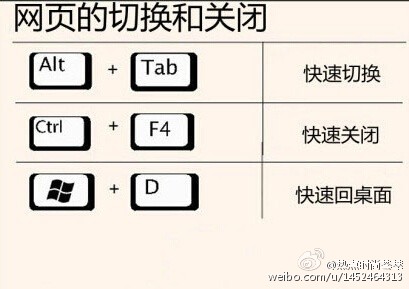 网页的切换和关闭
Alt + Tab 快速切换
Ctrl + F4 快速关闭
+ D 快速回桌面
weibo.com/u/1452464313